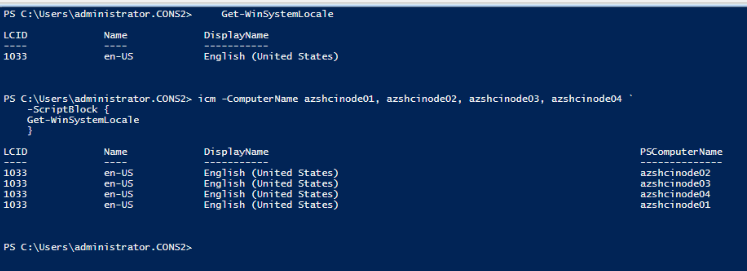 PS C:\Users\administrator.CONS2>     Get-WinSystemLocale
LCID             Name             DisplayName
----             ----             -----------
1033             en-US            English (United States)
PS C:\Users\administrator.CONS2> icm -ComputerName azshcinode01, azshcinode02, azshcinode03, azshcinode04 `
    -ScriptBlock {
    Get-WinSystemLocale
    }
LCID             Name             DisplayName                                                              PSComputerName
----             ----             -----------                                                              --------------
1033             en-US            English (United States)                                                  azshcinode02
1033             en-US            English (United States)                                                  azshcinode03
1033             en-US            English (United States)                                                  azshcinode04
1033             en-US            English (United States)                                                  azshcinode01
PS C:\Users\administrator.CONS2>